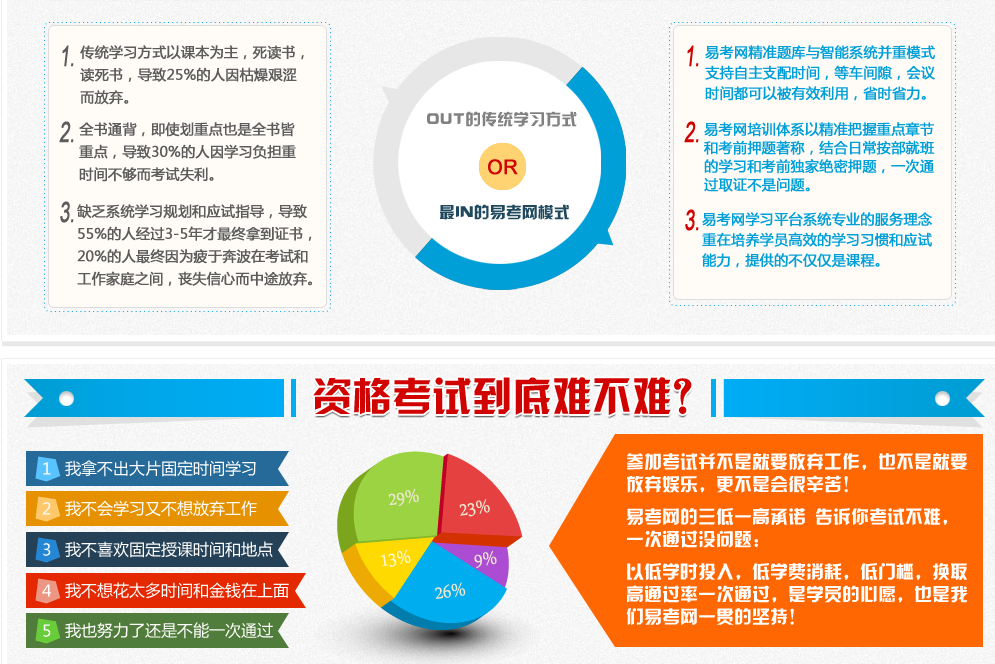 1. 传统学习方式以课本为主，死读书，
读死书，导致25%的人因枯燥艰涩
而放弃。
2. 全书通背，即使划重点也是全书皆
重点，导致30%的人因学习负担重
时间不够而考试失利。
3. 缺乏系统学习规划和应试指导，导致
55%的人经过3-5年才最终拿到证书，
20%的人最终因为疲于奔波在考试和
工作家庭之间，丧失信心而中途放弃。
OUT的传统学习方式
OR
最IN的易考网模式
1. 易考网精准题库与智能系统并重模式
支持自主支配时间，等车间隙，会议
时间都可以被有效利用，省时省力。
2. 易考网培训体系以精准把握重点章节
和考前押题著称，结合日常按部就班
的学习和考前独家绝密押题，一次通
过取证不是问题。
3. 易考网学习平台系统专业的服务理念
重在培养学员高效的学习习惯和应试
能力，提供的不仅仅是课程。
资格考试到底难不难？
1 我拿不出大片固定时间学习
2 我不会学习又不想放弃工作
3 我不喜欢固定授课时间和地点
4 我不想花太多时间和金钱在上面
5 我也努力了还是不能一次通过
29%
23%
13%
9%
26%
参加考试并不是就要放弃工作，也不是就要
放弃娱乐，更不是会很辛苦！
易考网的三低一高承诺 告诉你考试不难，
一次通过没问题：
以低学时投入，低学费消耗，低门槛，换取
高通过率一次通过，是学员的心愿，也是我
们易考网一贯的坚持！